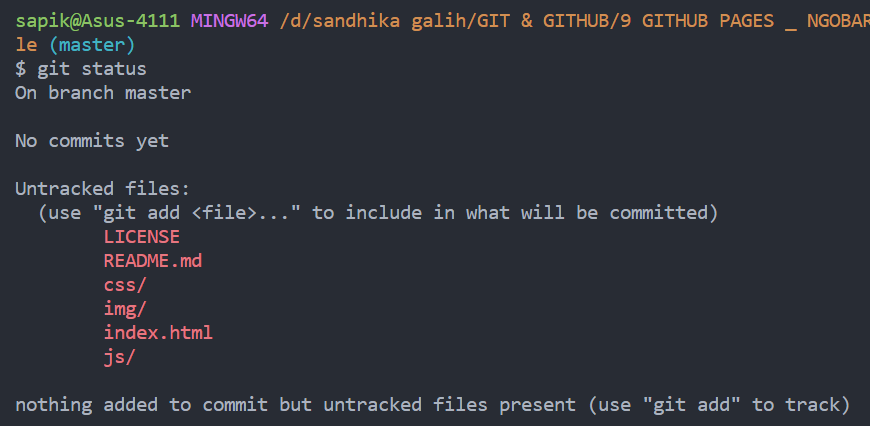 sapik@Asus-4111 MINGW64 /d/sandhika galih/GIT & GITHUB/9 GITHUB PAGES _ NGOBAR
le (master)
$ git status
On branch master
No commits yet
Untracked files:
(use "git add <file>..." to include in what will be committed)
LICENSE
README.md
css/
img/
index.html
js/
nothing added to commit but untracked files present (use "git add" to track)